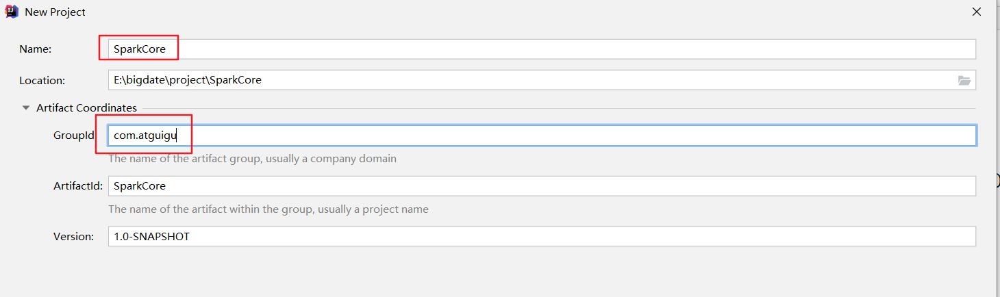 New Project
Name: SparkCore
Location: E:\bigdate\project\SparkCore
Artifact Coordinates
GroupId: com.atguigu
The name of the artifact group, usually a company domain
ArtifactId: SparkCore
The name of the artifact within the group, usually a project name
Version: 1.0-SNAPSHOT